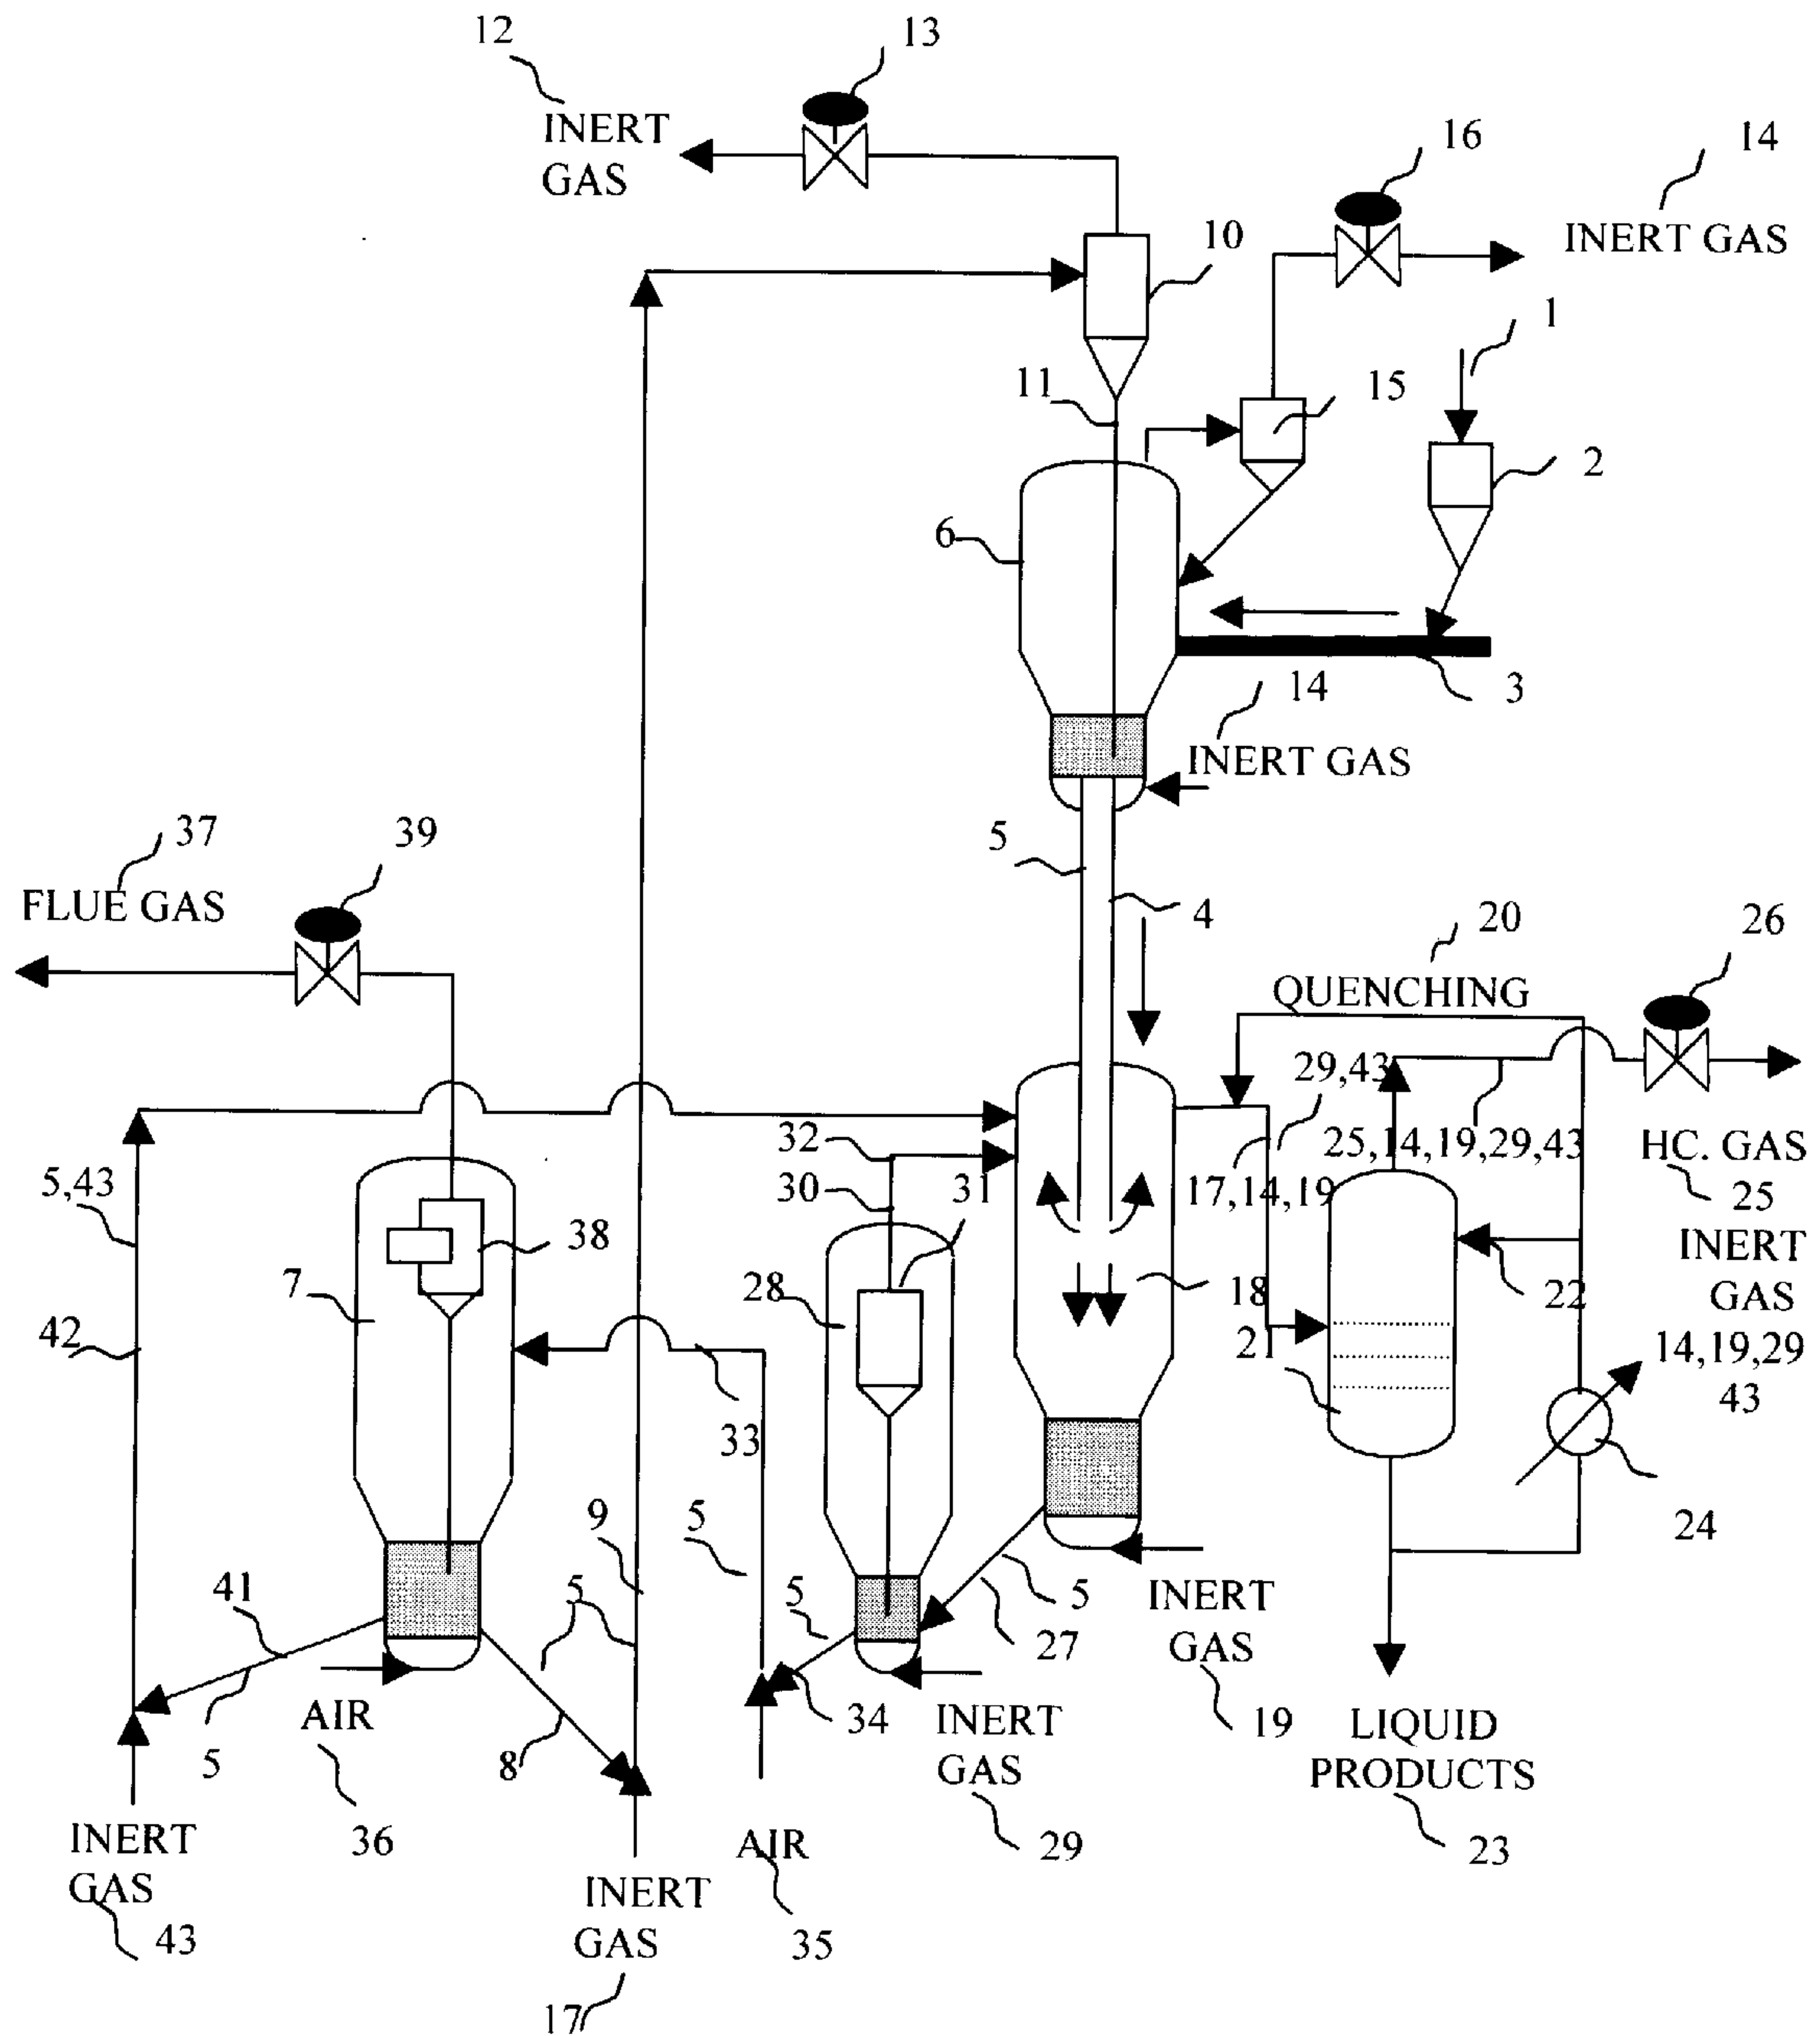 12
13
INERT
GAS
16
14
INERT GAS
10
1
11
15
2
6
3
14
INERT GAS
5
4
37
39
FLUE GAS
20
26
QUENCHING
29,43
32
25,14,19,29,43
HC. GAS
25
5,43
30
31
17,14,19
INERT
GAS
14,19,29
43
38
7
28
18
22
42
21
33
9
5
24
41
5
5
5
27
INERT
GAS
19
AIR
36
5
8
34
INERT
GAS
29
LIQUID
PRODUCTS
23
INERT
GAS
43
AIR
35
INERT
GAS
17